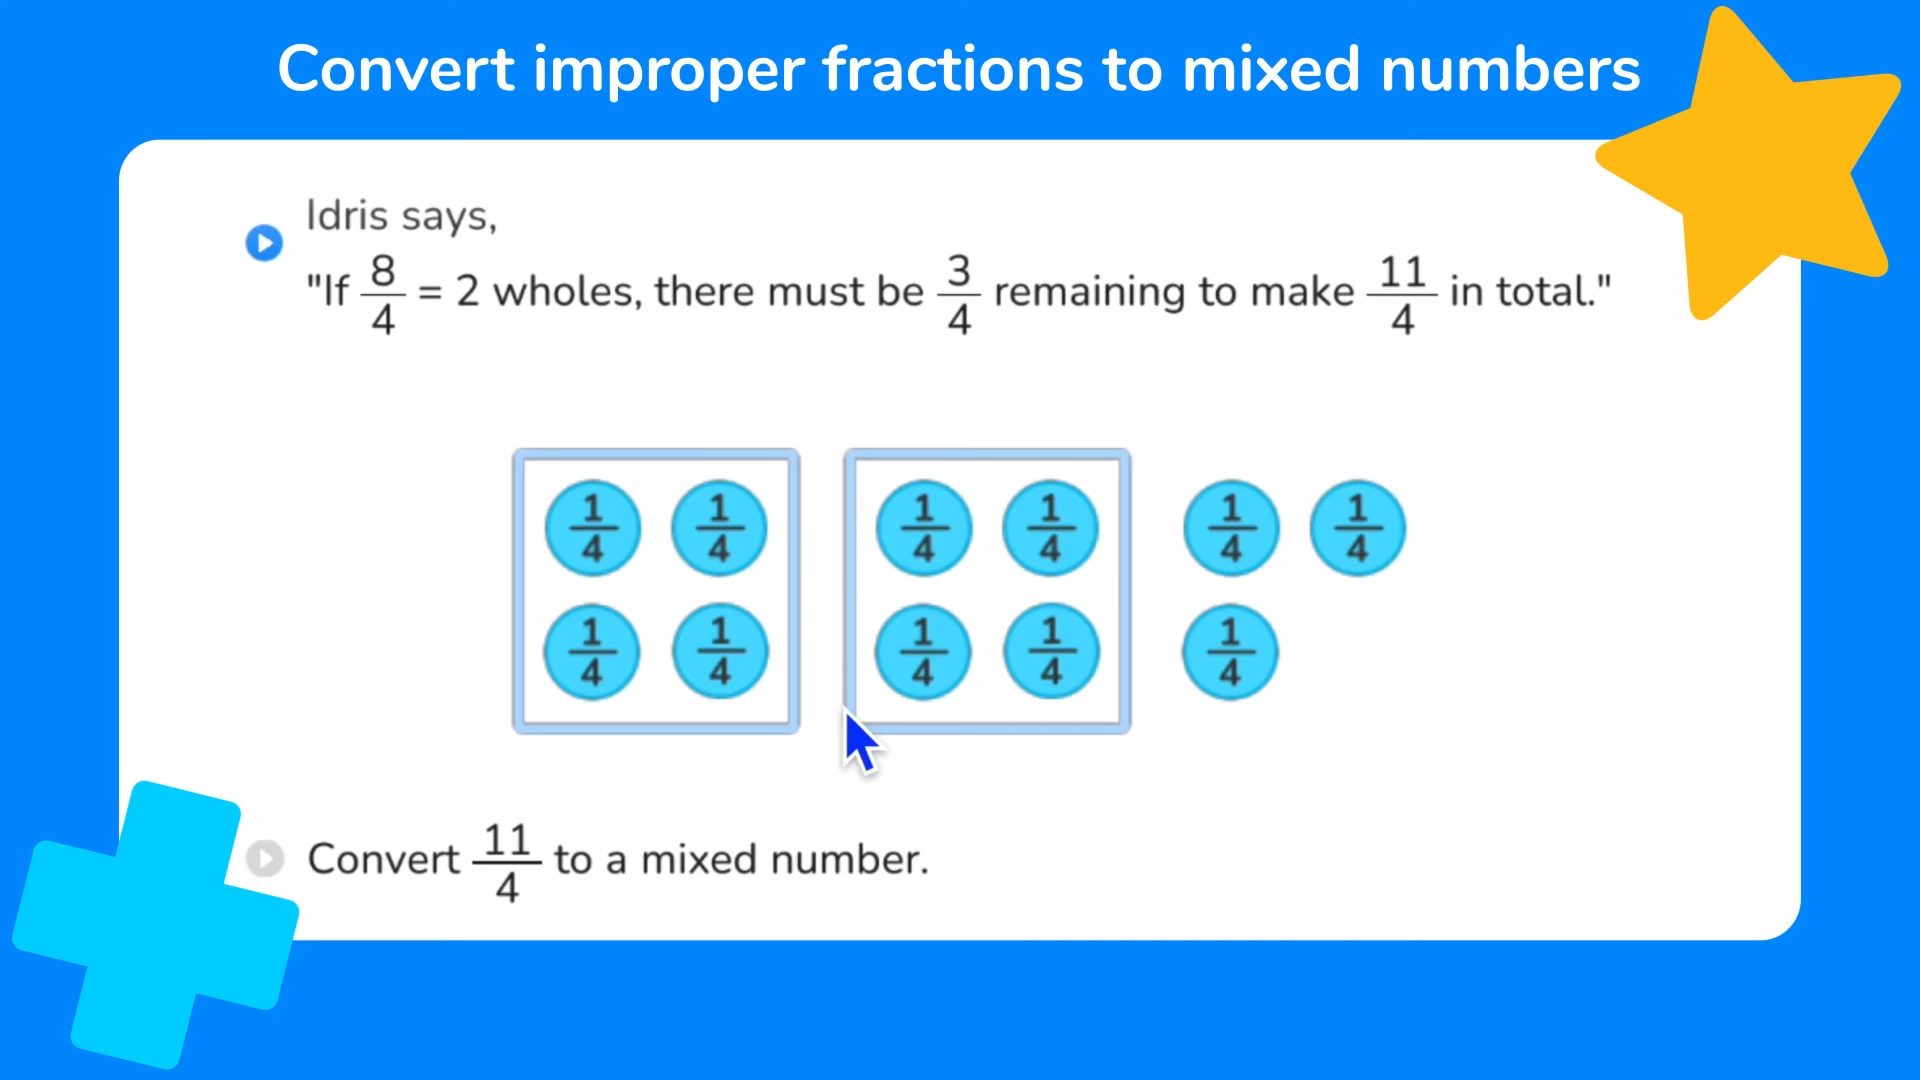 Convert improper fractions to mixed numbers
Idris says,
"If 8/4 = 2 wholes, there must be 3/4 remaining to make 11/4 in total."
1/4 1/4 1/4 1/4 1/4 1/4
1/4 1/4 1/4 1/4 1/4
Convert 11/4 to a mixed number.